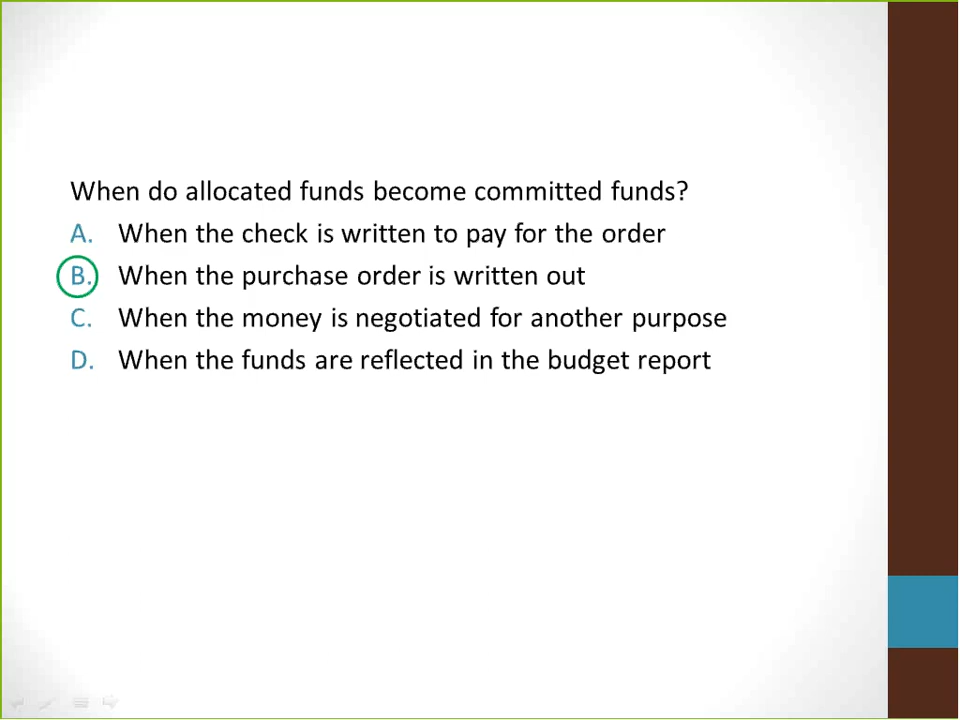 When do allocated funds become committed funds?
A. When the check is written to pay for the order
B. When the purchase order is written out
C. When the money is negotiated for another purpose
D. When the funds are reflected in the budget report